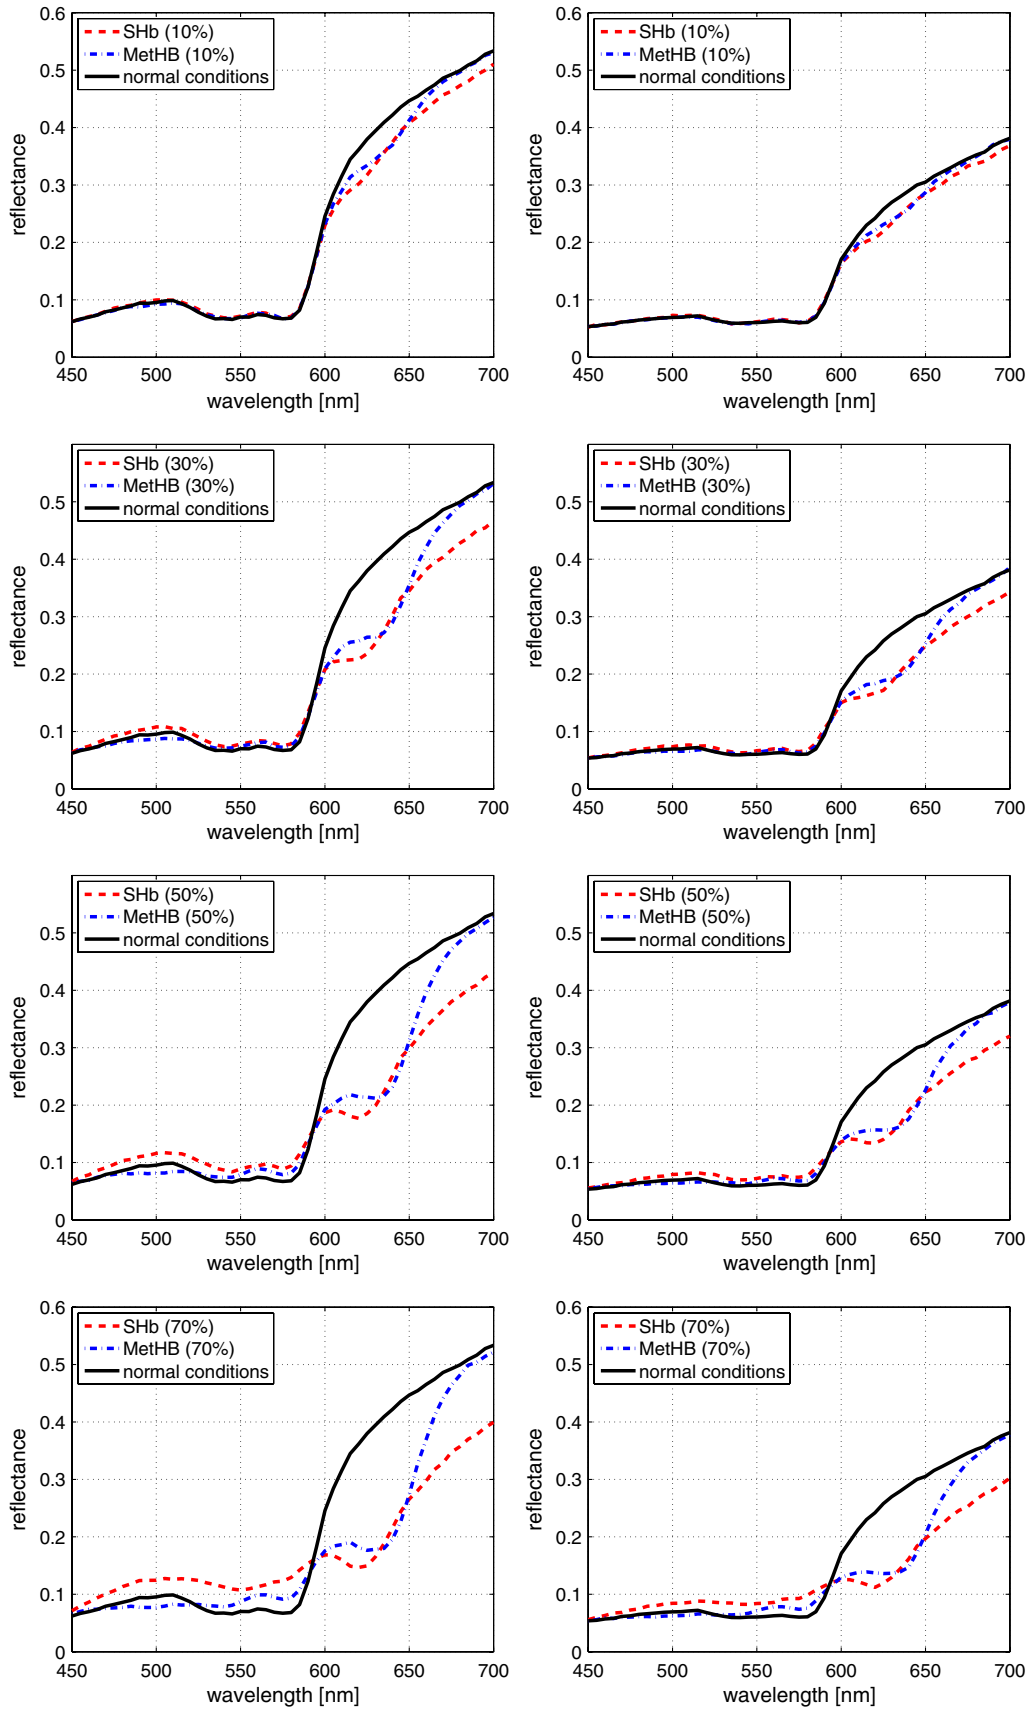 0.6
0.5
0.4
0.3
0.2
0.1
0
SHb (10%)
MetHB (10%)
normal conditions
reflectance
450 500 550 600 650 700
wavelength [nm]
0.6
0.5
0.4
0.3
0.2
0.1
0
SHb (10%)
MetHB (10%)
normal conditions
reflectance
450 500 550 600 650 700
wavelength [nm]
0.5
0.4
0.3
0.2
0.1
0
SHb (30%)
MetHB (30%)
normal conditions
reflectance
450 500 550 600 650 700
wavelength [nm]
0.5
0.4
0.3
0.2
0.1
0
SHb (30%)
MetHB (30%)
normal conditions
reflectance
450 500 550 600 650 700
wavelength [nm]
0.5
0.4
0.3
0.2
0.1
0
SHb (50%)
MetHB (50%)
normal conditions
reflectance
450 500 550 600 650 700
wavelength [nm]
0.5
0.4
0.3
0.2
0.1
0
SHb (50%)
MetHB (50%)
normal conditions
reflectance
450 500 550 600 650 700
wavelength [nm]
0.6
0.5
0.4
0.3
0.2
0.1
0
SHb (70%)
MetHB (70%)
normal conditions
reflectance
450 500 550 600 650 700
wavelength [nm]
0.6
0.5
0.4
0.3
0.2
0.1
0
SHb (70%)
MetHB (70%)
normal conditions
reflectance
450 500 550 600 650 700
wavelength [nm]